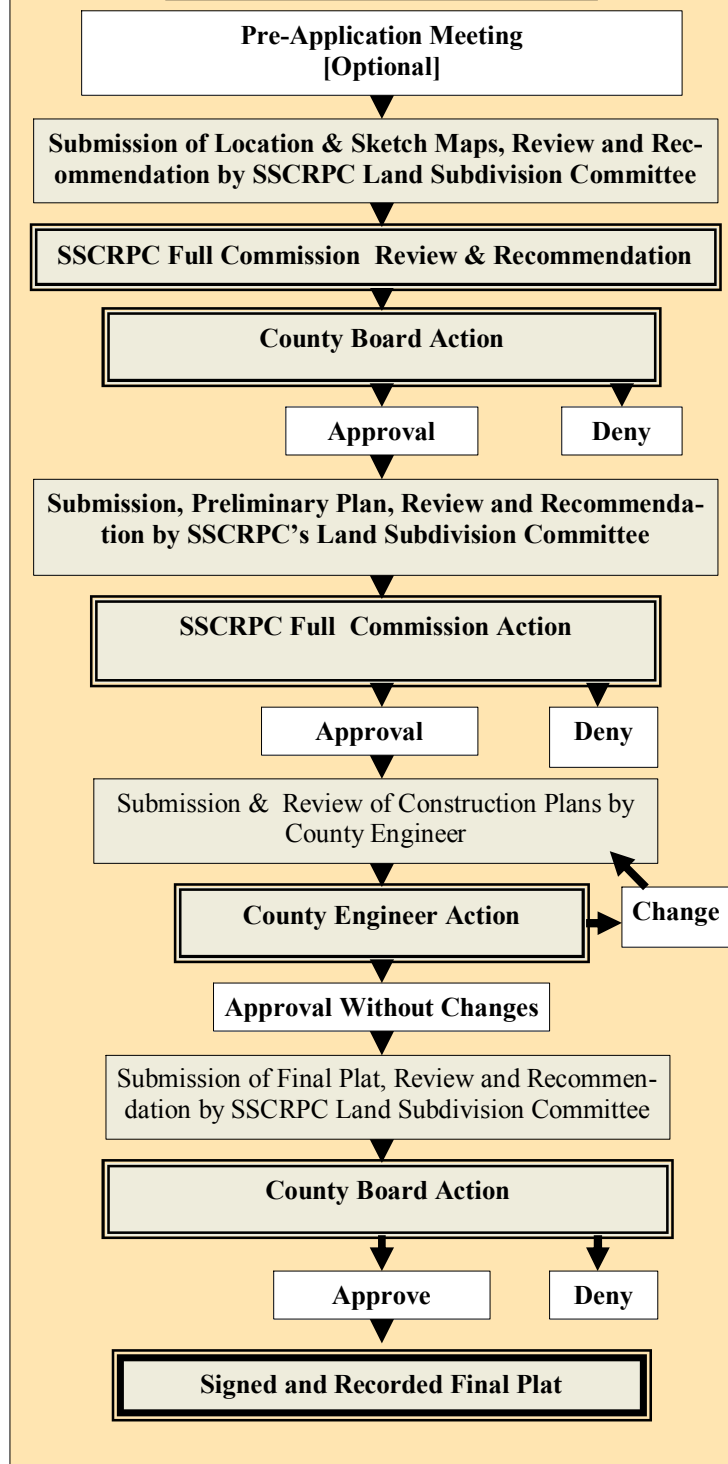 Pre-Application Meeting
[Optional]
Submission of Location & Sketch Maps, Review and Rec-
ommendation by SSCRPC Land Subdivision Committee
SSCRPC Full Commission Review & Recommendation
County Board Action
Approval
Deny
Submission, Preliminary Plan, Review and Recommenda-
tion by SSCRPC’s Land Subdivision Committee
SSCRPC Full Commission Action
Approval
Deny
Submission & Review of Construction Plans by
County Engineer
County Engineer Action
Change
Approval Without Changes
Submission of Final Plat, Review and Recommen-
dation by SSCRPC Land Subdivision Committee
County Board Action
Approve
Deny
Signed and Recorded Final Plat